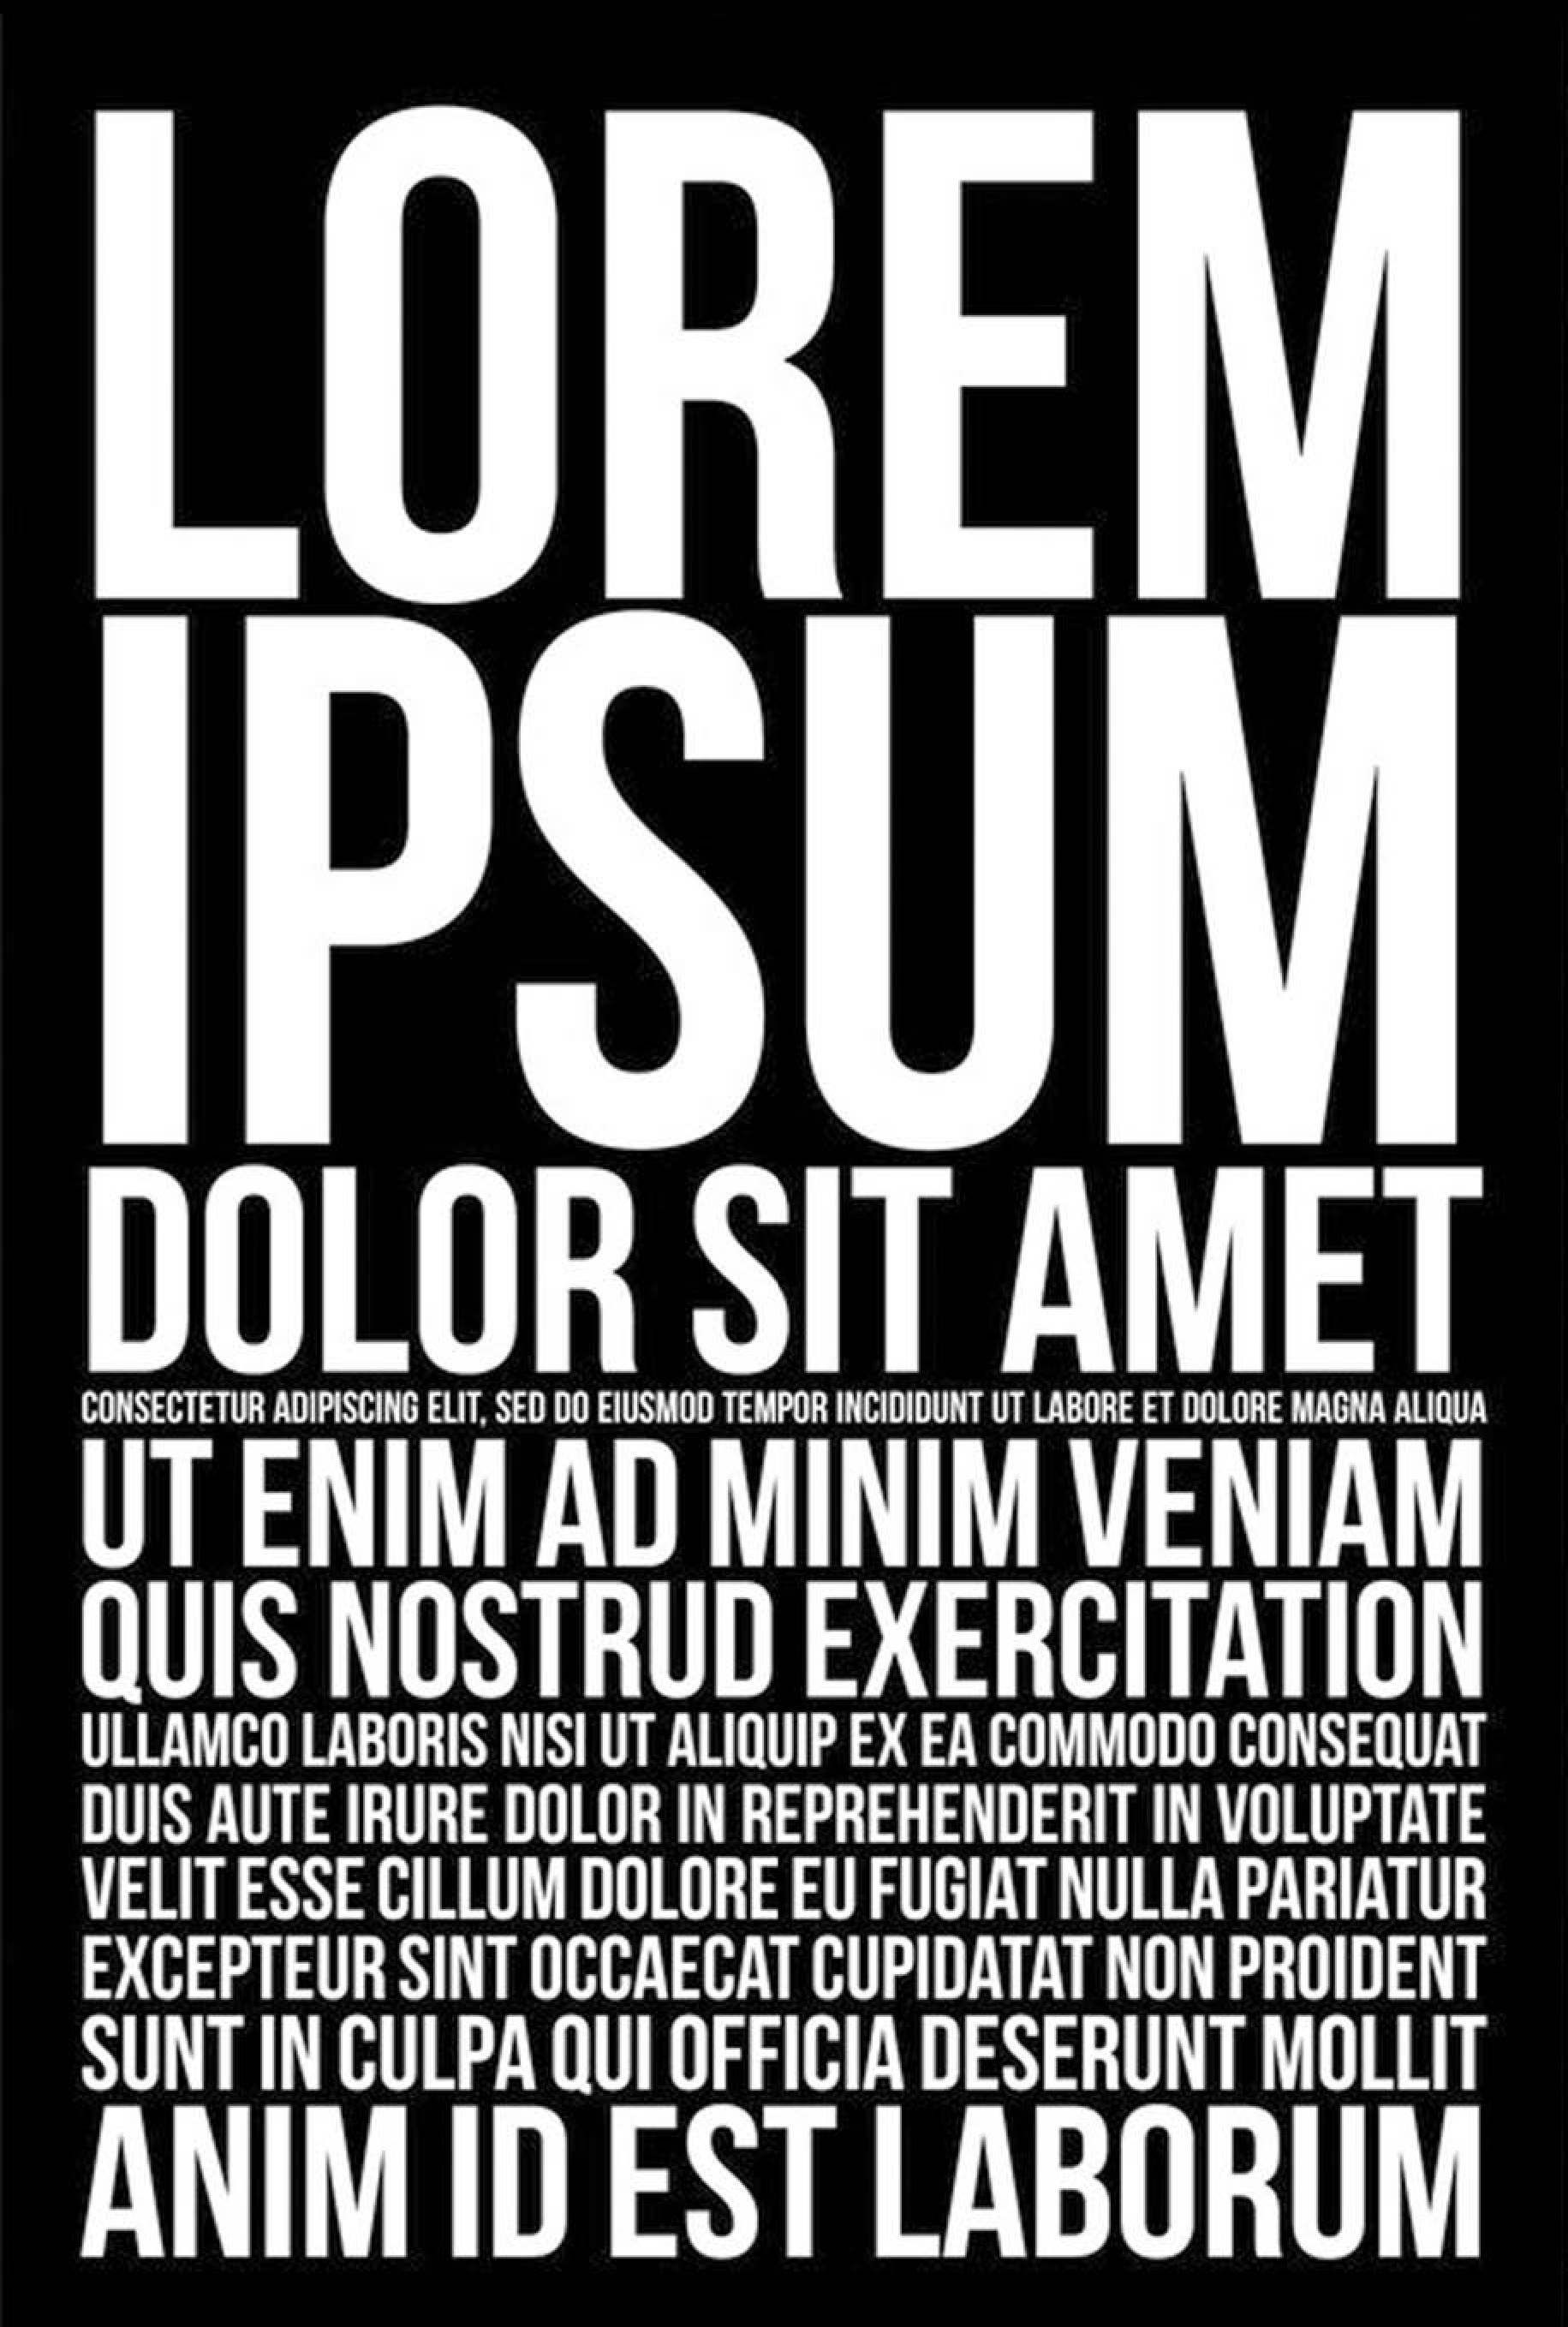 LOREM
IPSUM
DOLOR SIT AMET
CONSECTETUR ADIPISCING ELIT, SED DO EIUSMOD TEMPOR INCIDIDUNT UT LABORE ET DOLORE MAGNA ALIQUA
UT ENIM AD MINIM VENIAM
QUIS NOSTRUD EXERCITATION
ULLAMCO LABORIS NISI UT ALIQUIP EX EA COMMODO CONSEQUAT
DUIS AUTE IRURE DOLOR IN REPREHENDERIT IN VOLUPTATE
VELIT ESSE CILLUM DOLORE EU FUGIAT NULLA PARIATUR
EXCEPTEUR SINT OCCAECAT CUPIDATAT NON PROIDENT
SUNT IN CULPA QUI OFFICIA DESERUNT MOLLIT
ANIM ID EST LABORUM